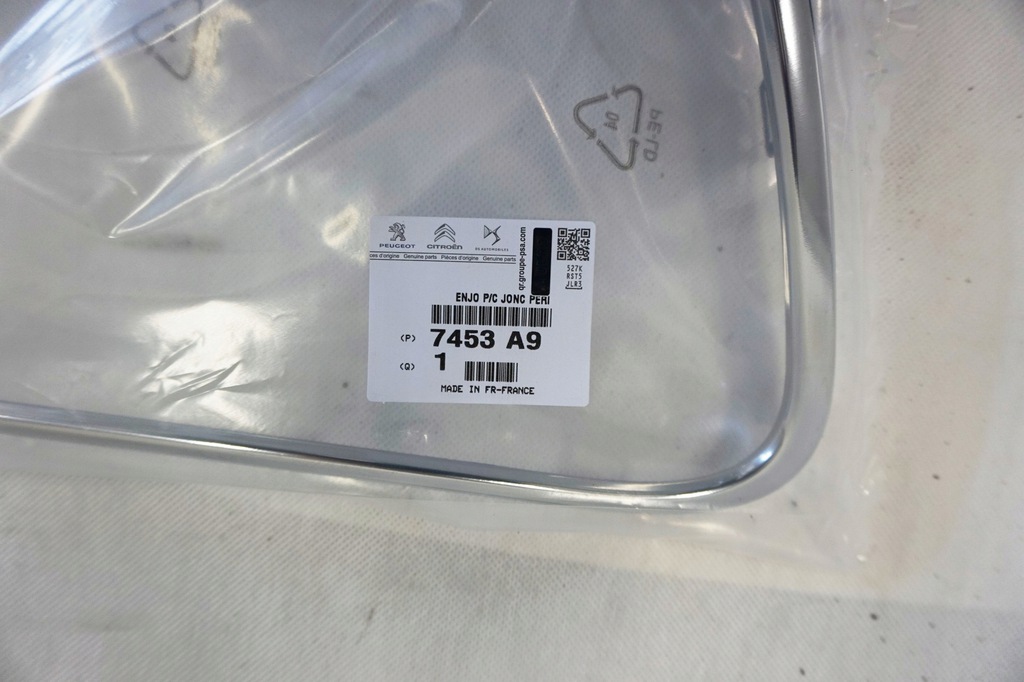 04
PE-LD
PEUGEOT
CITROËN
DS AUTOMOBILES
ces d'origine Genuine parts Pièces d'origine Genuine parts
qr.groupe-psa.com
527K
RST5
JLR3
ENJO P/C JONC PERI
(P) 7453 A9
(Q) 1
MADE IN FR-FRANCE